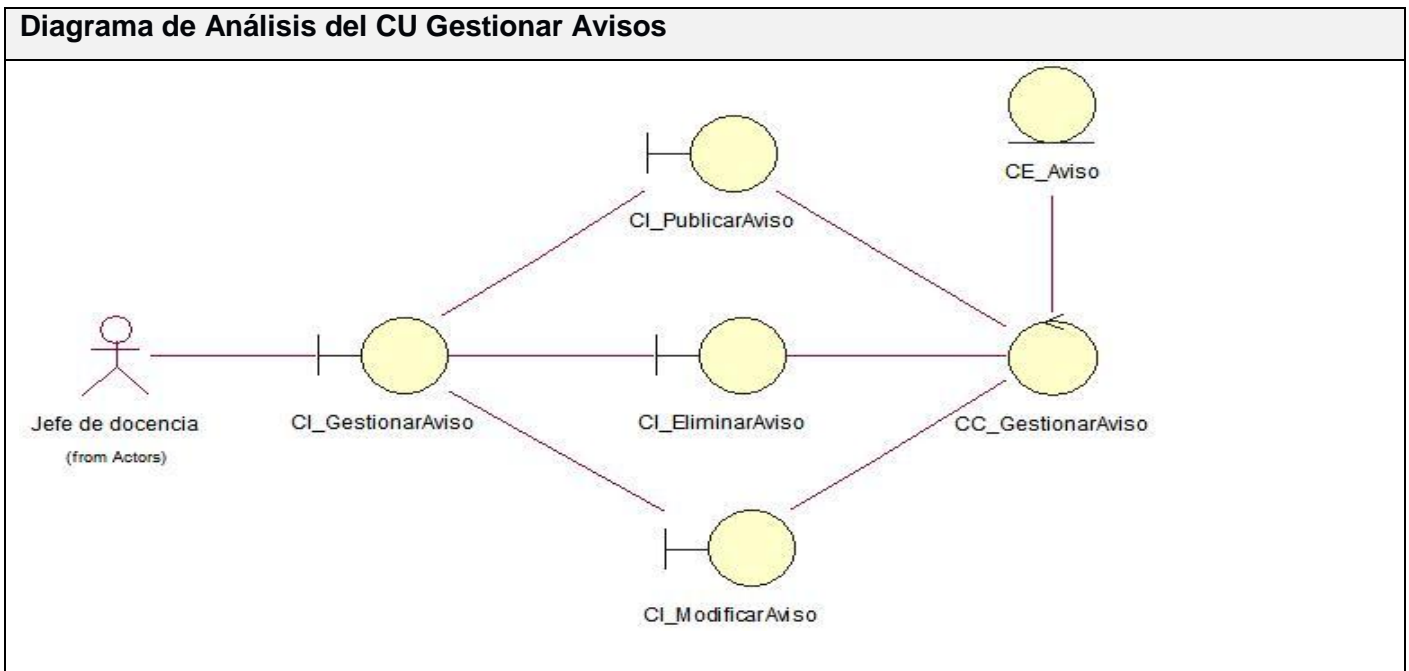 Diagrama de Análisis del CU Gestionar Avisos
CE_Aviso
CI_PublicarAviso
Jefe de docencia
(from Actors)
CI_GestionarAviso
CI_EliminarAviso
CC_GestionarAviso
CI_ModificarAviso